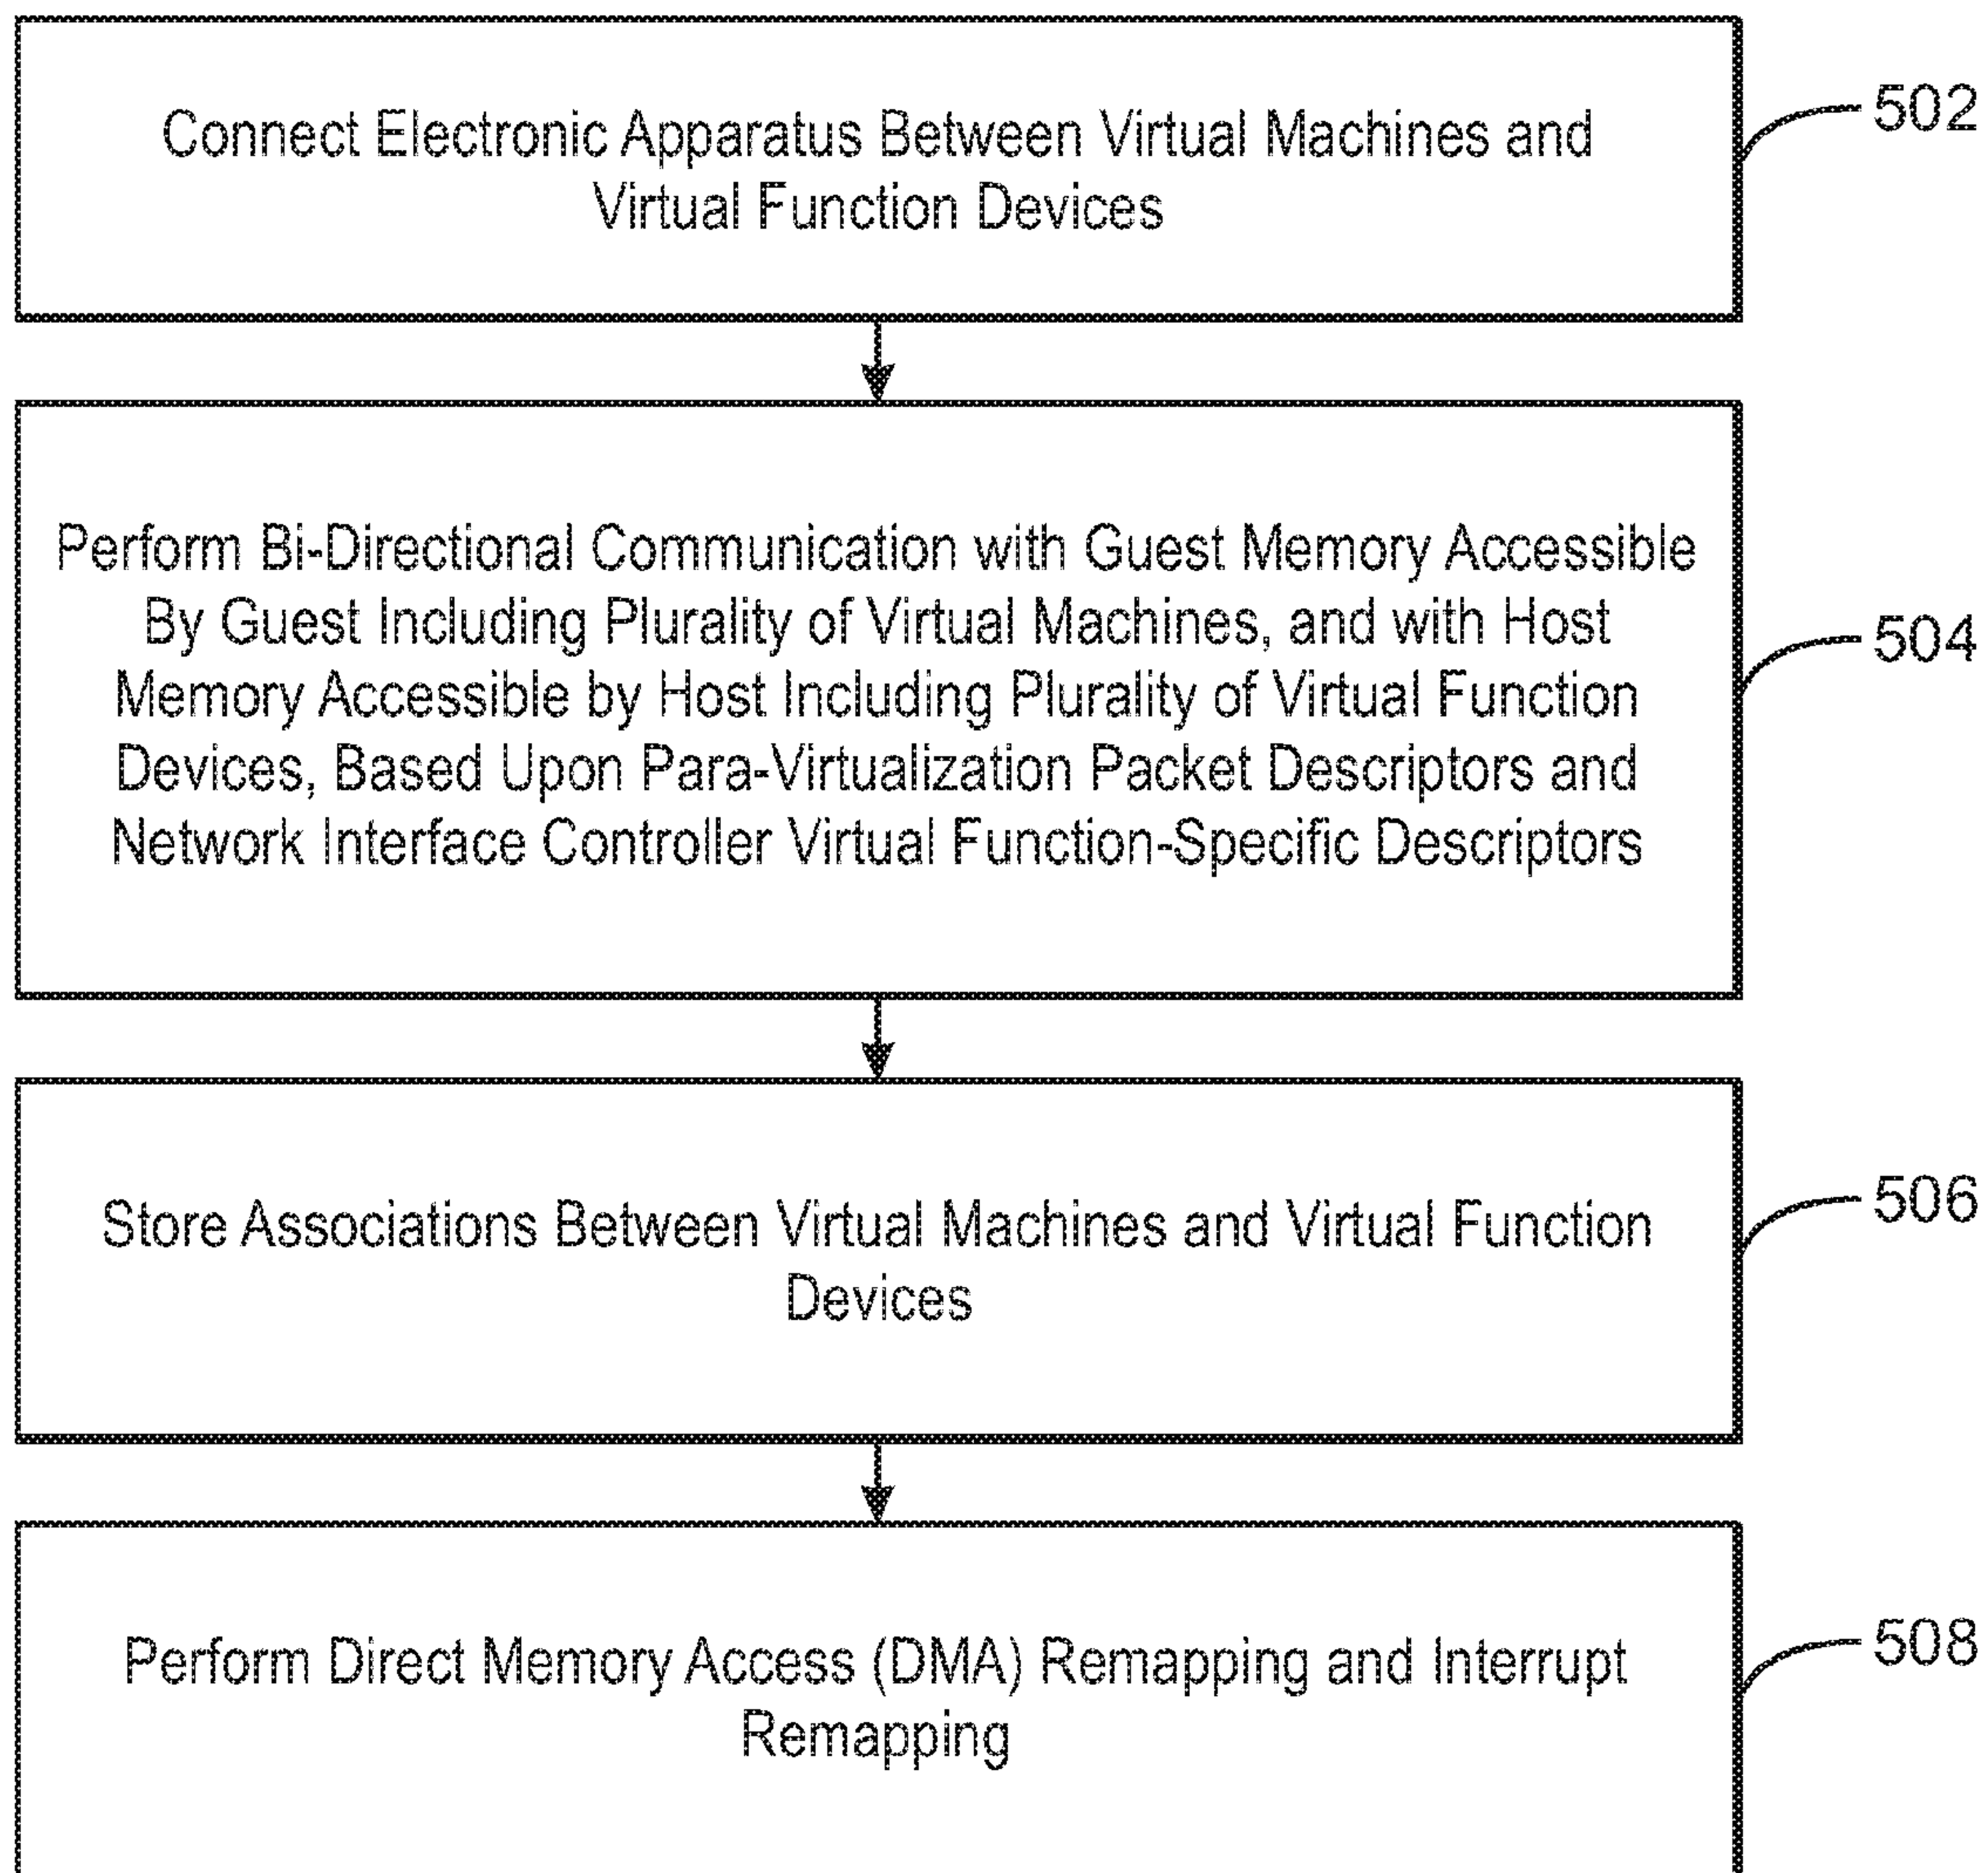 Connect Electronic Apparatus Between Virtual Machines and
Virtual Function Devices
502
Perform Bi-Directional Communication with Guest Memory Accessible
By Guest Including Plurality of Virtual Machines, and with Host
Memory Accessible by Host Including Plurality of Virtual Function
Devices, Based Upon Para-Virtualization Packet Descriptors and
Network Interface Controller Virtual Function-Specific Descriptors
504
Store Associations Between Virtual Machines and Virtual Function
Devices
506
Perform Direct Memory Access (DMA) Remapping and Interrupt
Remapping
508